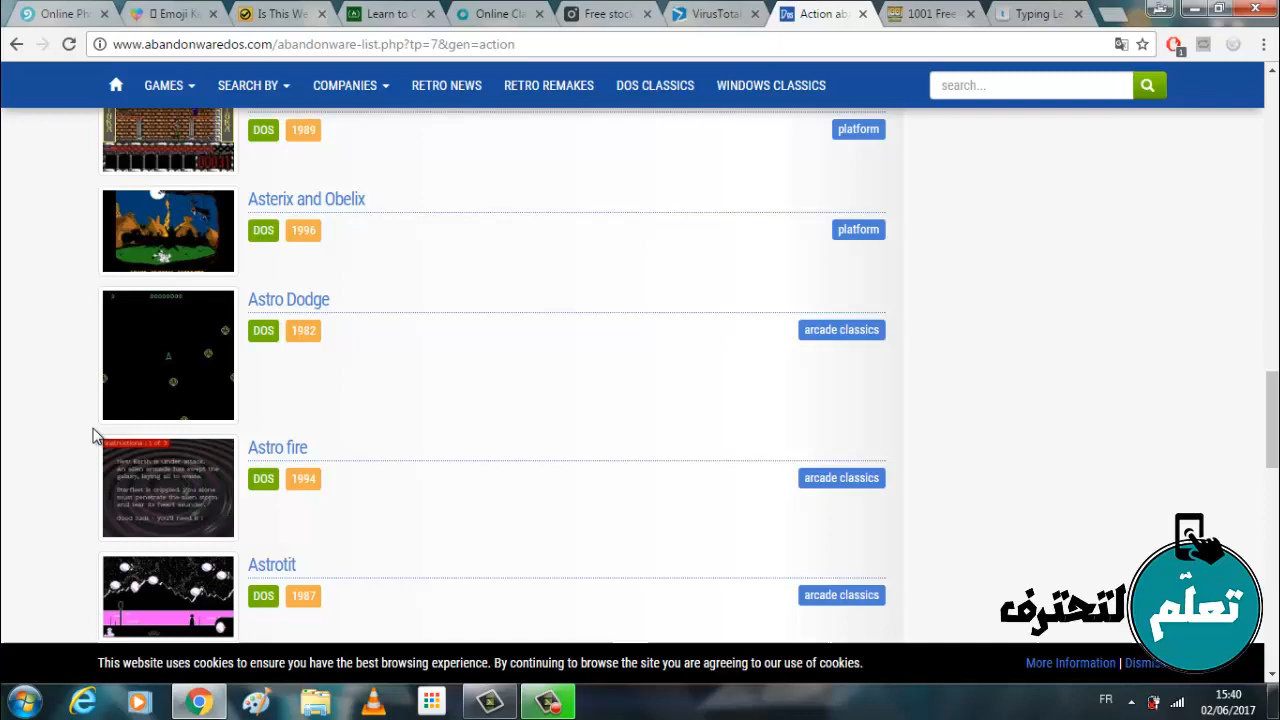 Online Ph
Emoji Ke
Is This We
Learn to C
Online Cla
Free stock
VirusTota
Action aba
1001 Free
Typing Le
www.abandonwaredos.com/abandonware-list.php?tp=7&gen=action
GAMES SEARCH BY COMPANIES RETRO NEWS RETRO REMAKES DOS CLASSICS WINDOWS CLASSICS search...
DOS 1989 platform
Asterix and Obelix
DOS 1996 platform
Astro Dodge
DOS 1982 arcade classics
Astro fire
DOS 1994 arcade classics
Astrotit
DOS 1987 arcade classics
تعلّم
لتحترف
This website uses cookies to ensure you have the best browsing experience. By continuing to browse the site you are agreeing to our use of cookies. More Information | Dismiss
FR
15:40
02/06/2017